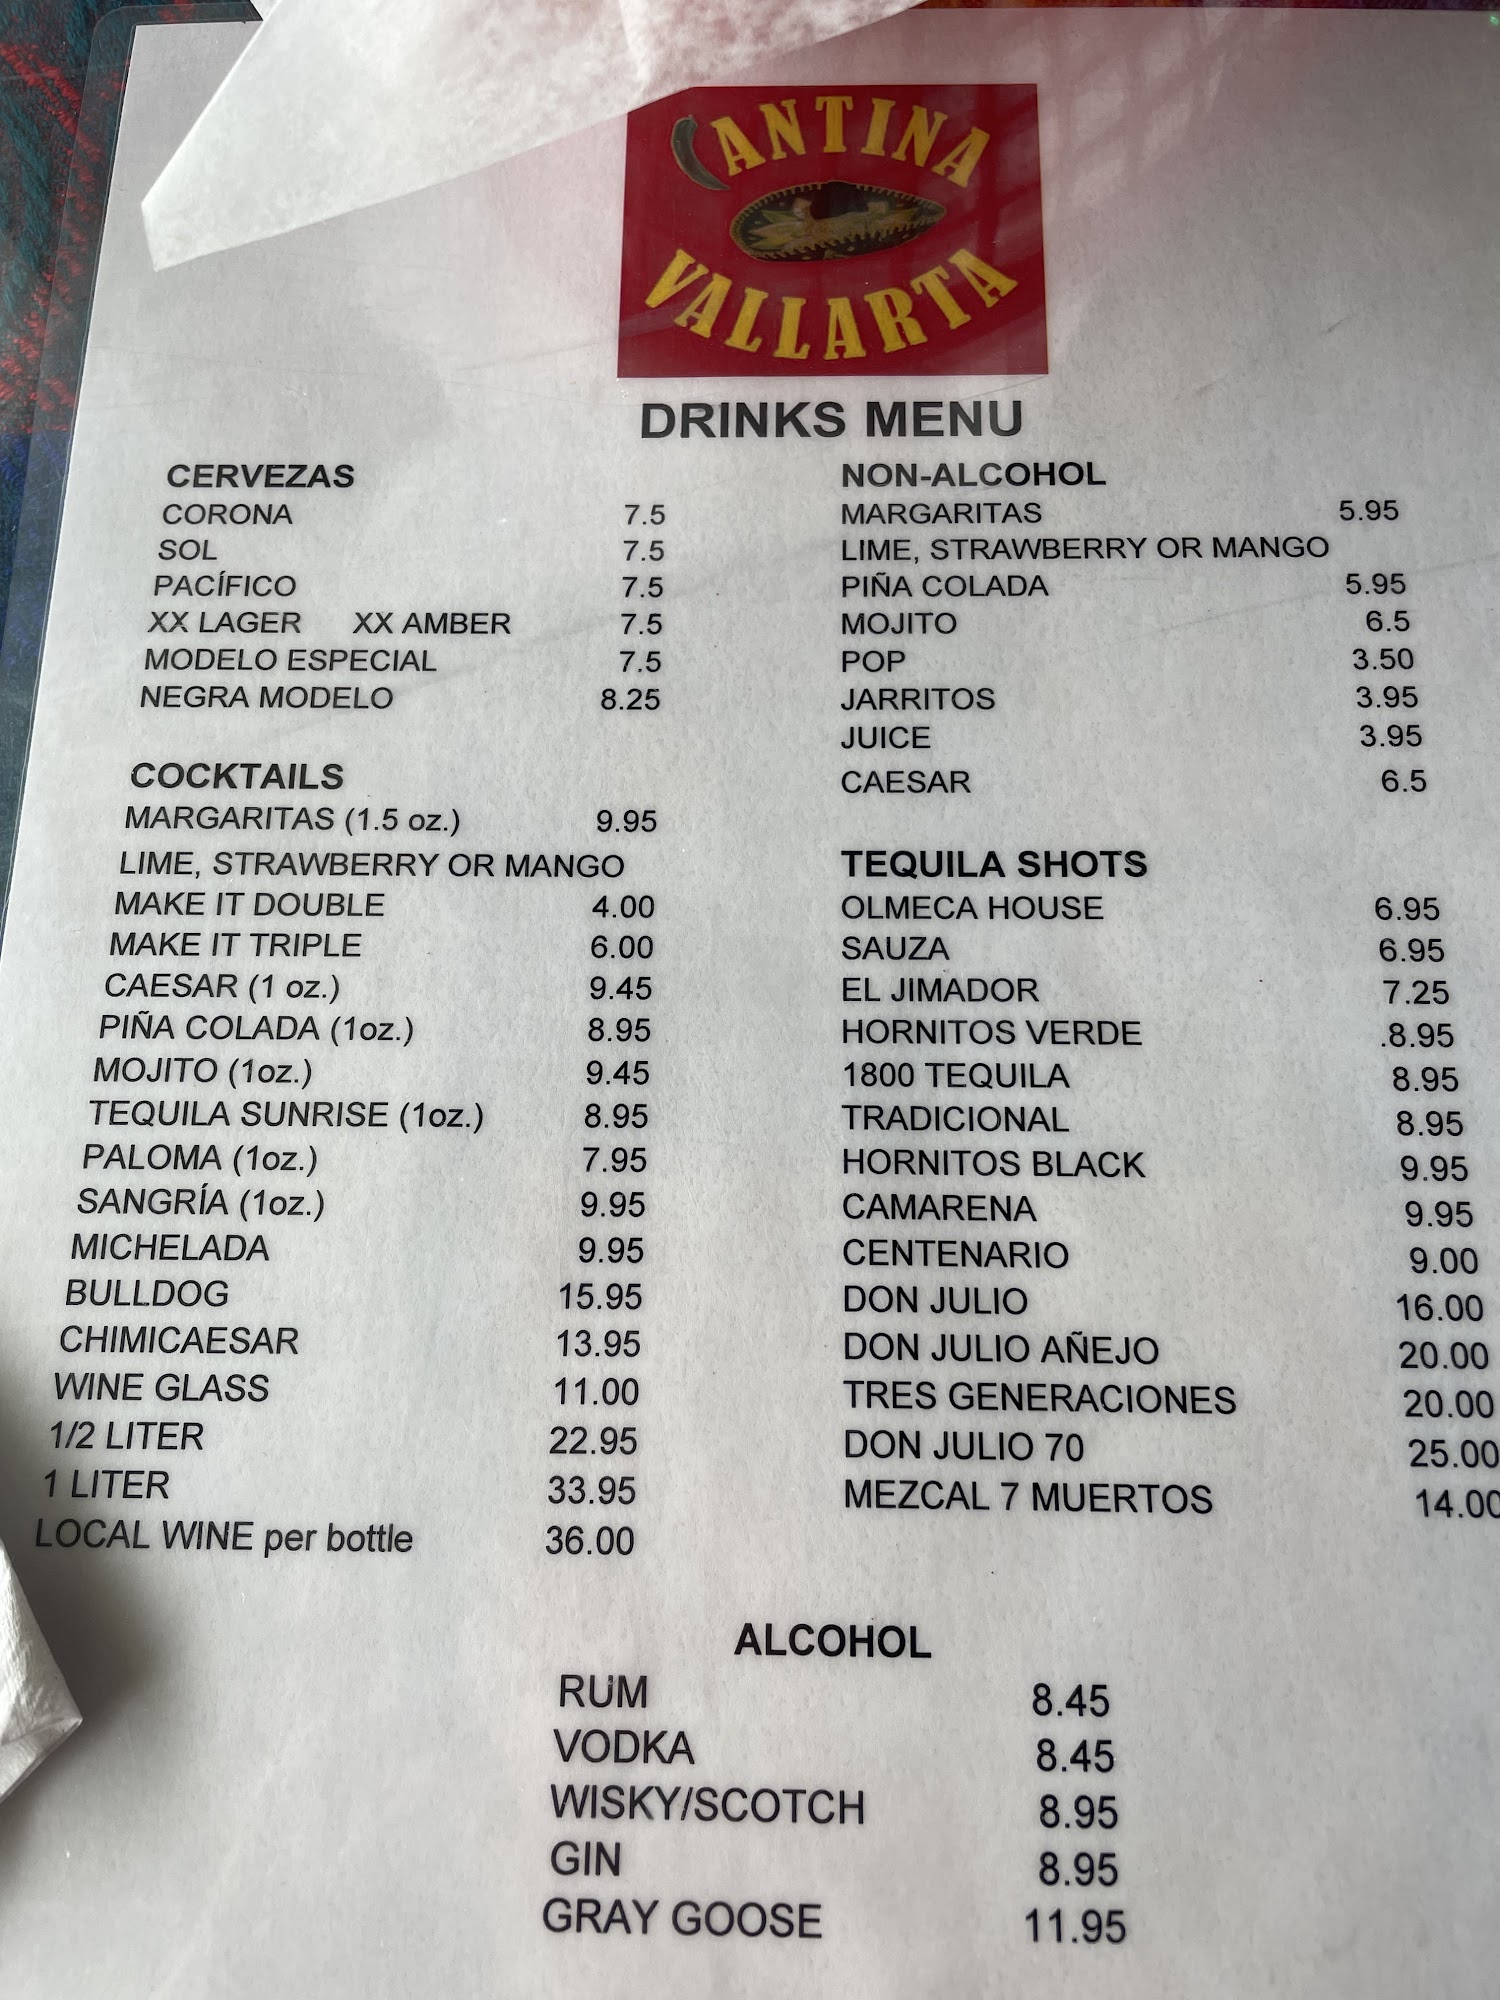 CANTINA
VALLARTA
DRINKS MENU
CERVEZAS
CORONA 7.5
SOL 7.5
PACÍFICO 7.5
XX LAGER XX AMBER 7.5
MODELO ESPECIAL 7.5
NEGRA MODELO 8.25
COCKTAILS
MARGARITAS (1.5 oz.) 9.95
LIME, STRAWBERRY OR MANGO
MAKE IT DOUBLE 4.00
MAKE IT TRIPLE 6.00
CAESAR (1 oz.) 9.45
PIÑA COLADA (1oz.) 8.95
MOJITO (1oz.) 9.45
TEQUILA SUNRISE (1oz.) 8.95
PALOMA (1oz.) 7.95
SANGRÍA (1oz.) 9.95
MICHELADA 9.95
BULLDOG 15.95
CHIMICAESAR 13.95
WINE GLASS 11.00
1/2 LITER 22.95
1 LITER 33.95
LOCAL WINE per bottle 36.00
NON-ALCOHOL
MARGARITAS 5.95
LIME, STRAWBERRY OR MANGO
PIÑA COLADA 5.95
MOJITO 6.5
POP 3.50
JARRITOS 3.95
JUICE 3.95
CAESAR 6.5
TEQUILA SHOTS
OLMECA HOUSE 6.95
SAUZA 6.95
EL JIMADOR 7.25
HORNITOS VERDE .8.95
1800 TEQUILA 8.95
TRADICIONAL 8.95
HORNITOS BLACK 9.95
CAMARENA 9.95
CENTENARIO 9.00
DON JULIO 16.00
DON JULIO AÑEJO 20.00
TRES GENERACIONES 20.00
DON JULIO 70 25.00
MEZCAL 7 MUERTOS 14.00
ALCOHOL
RUM 8.45
VODKA 8.45
WISKY/SCOTCH 8.95
GIN 8.95
GRAY GOOSE 11.95